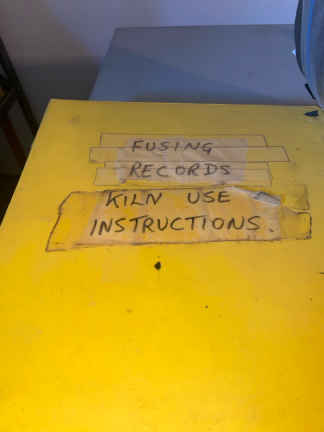 FUSING
RECORDS
KILN USE
INSTRUCTIONS.